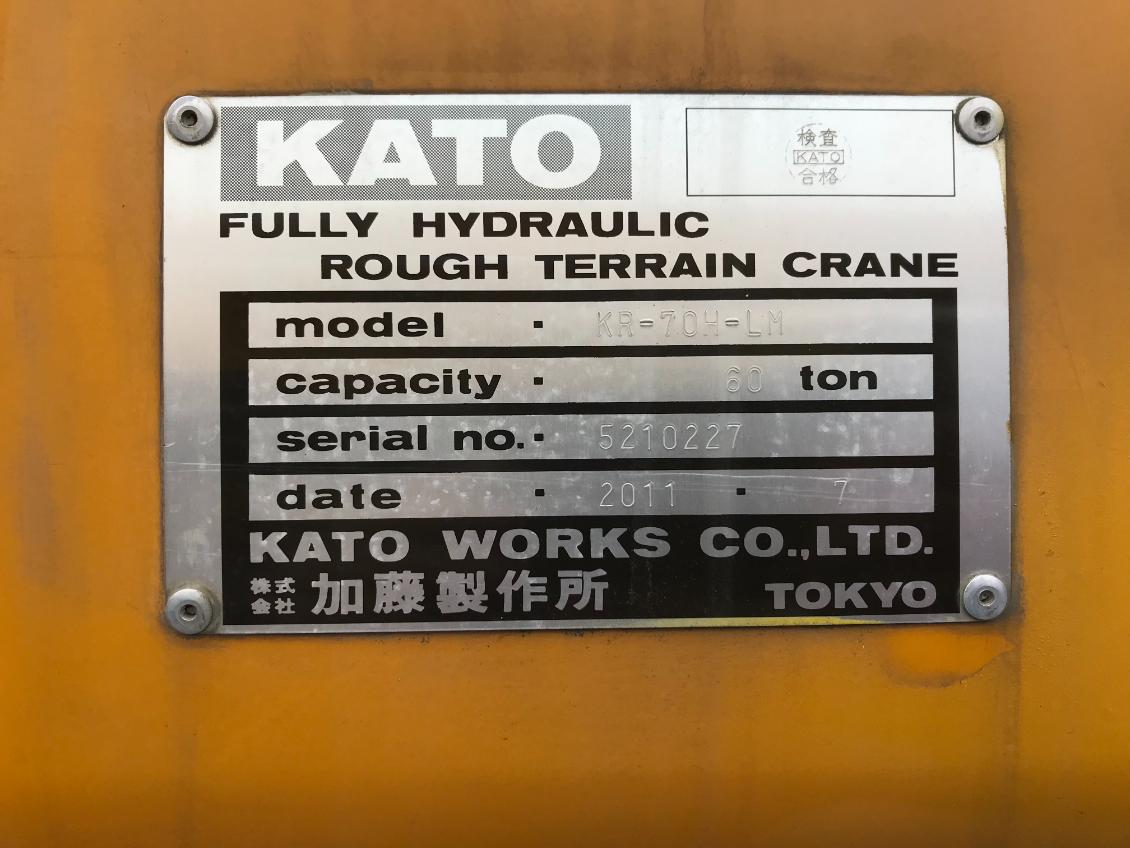 KATO
検査
KATO
合格
FULLY HYDRAULIC
ROUGH TERRAIN CRANE
model · KR-70H-LM
capacity · 60 ton
serial no. · 5210227
date · 2011 · 7
KATO WORKS CO.,LTD.
株式会社 加藤製作所 TOKYO